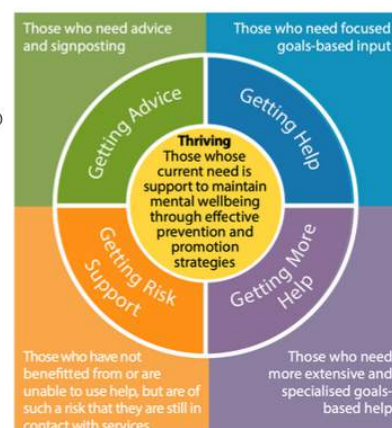 Those who need advice
and signposting
Those who need focused
goals-based input
Getting Advice
Getting Help
Thriving
Those whose
current need is
support to maintain
mental wellbeing
through effective
prevention and
promotion
strategies
Getting Risk
Support
Getting More
Help
Those who have not
benefitted from or are
unable to use help, but are of
such a risk that they are still in
contact with services
Those who need
more extensive and
specialised goals-
based help